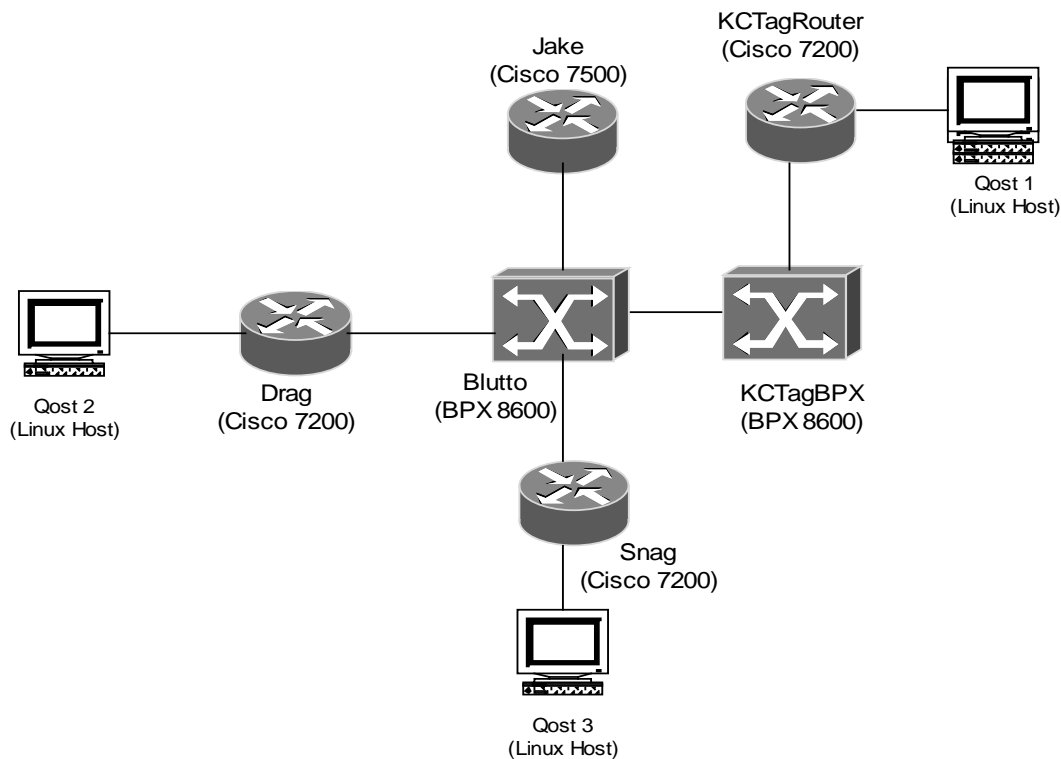 KCTagRouter
(Cisco 7200)
Jake
(Cisco 7500)
Qost 1
(Linux Host)
Qost 2
(Linux Host)
Drag
(Cisco 7200)
Blutto
(BPX 8600)
KCTagBPX
(BPX 8600)
Snag
(Cisco 7200)
Qost 3
(Linux Host)